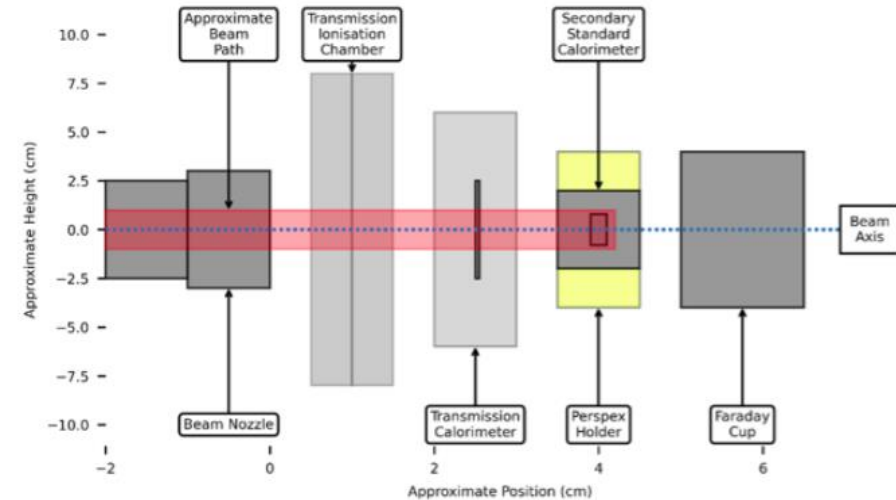 Approximate
Beam
Path
Transmission
Ionisation
Chamber
Secondary
Standard
Calorimeter
10.0
7.5
5.0
2.5
0.0
−2.5
−5.0
−7.5
−10.0
Approximate Height (cm)
Beam
Axis
Beam Nozzle
Transmission
Calorimeter
Perspex
Holder
Faraday
Cup
−2
0
2
4
6
Approximate Position (cm)